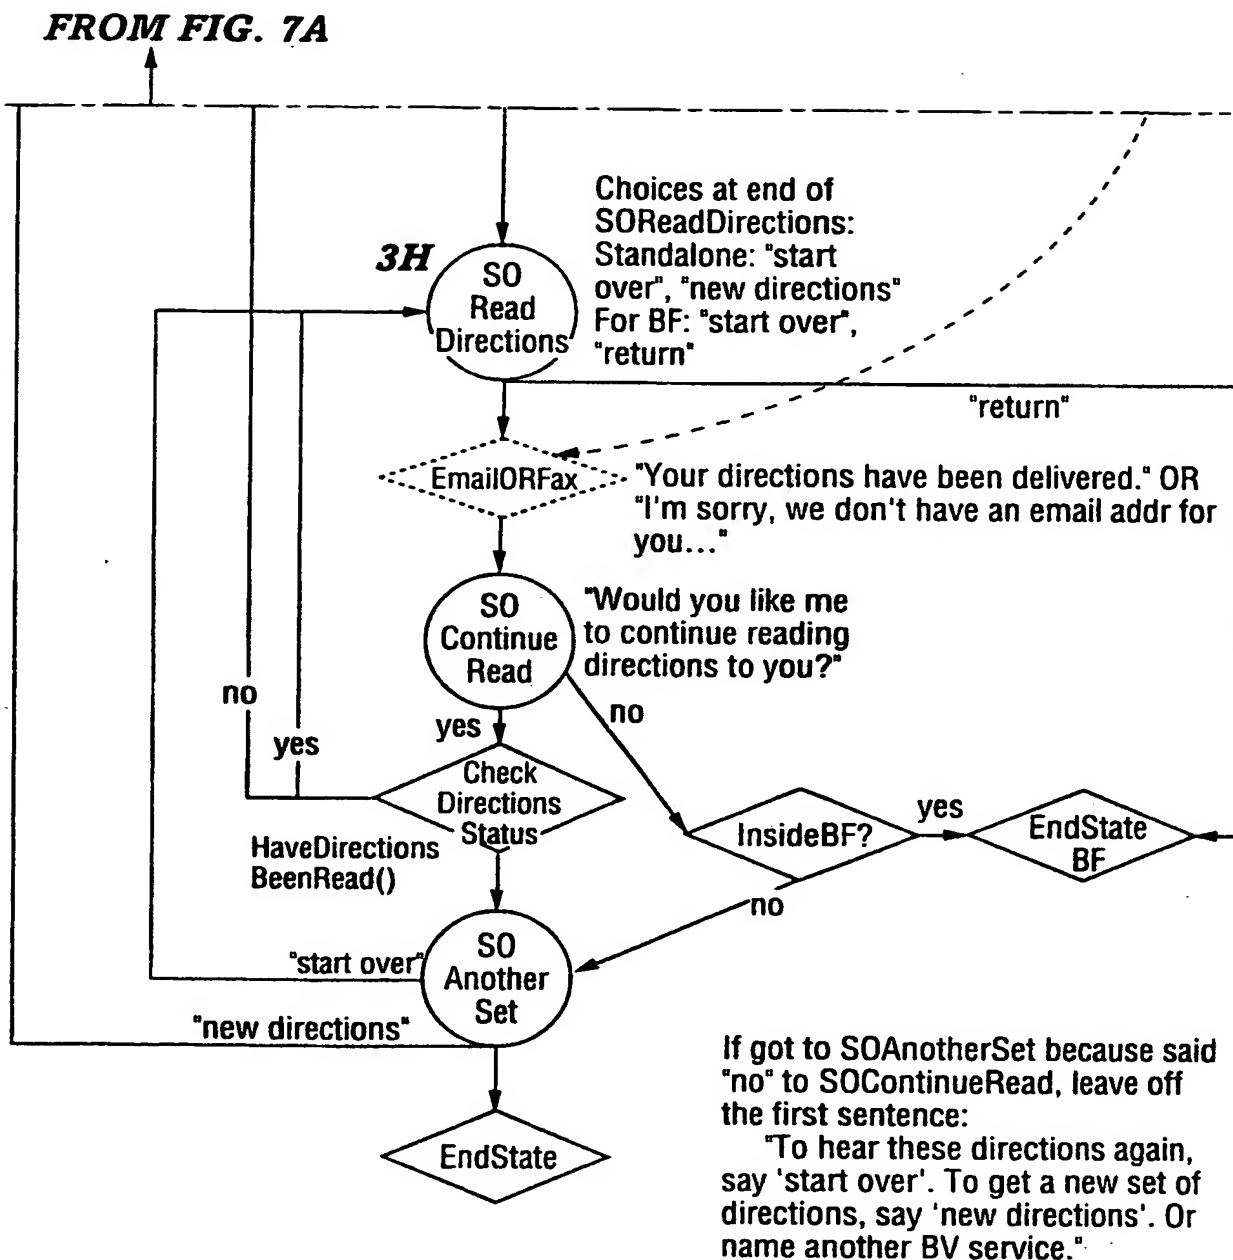 FROM FIG. 7A
Choices at end of
SOReadDirections:
Standalone: "start
over", "new directions"
For BF: "start over",
"return"
3H
SO
Read
Directions
"return"
EmailORFax
"Your directions have been delivered." OR
"I'm sorry, we don't have an email addr for
you..."
SO
Continue
Read
"Would you like me
to continue reading
directions to you?"
no
yes
yes
no
Check
Directions
Status
HaveDirections
BeenRead()
InsideBF?
yes
EndState
BF
no
SO
Another
Set
"start over"
"new directions"
EndState
If got to SOAnotherSet because said
"no" to SOContinueRead, leave off
the first sentence:
"To hear these directions again,
say 'start over'. To get a new set of
directions, say 'new directions'. Or
name another BV service."